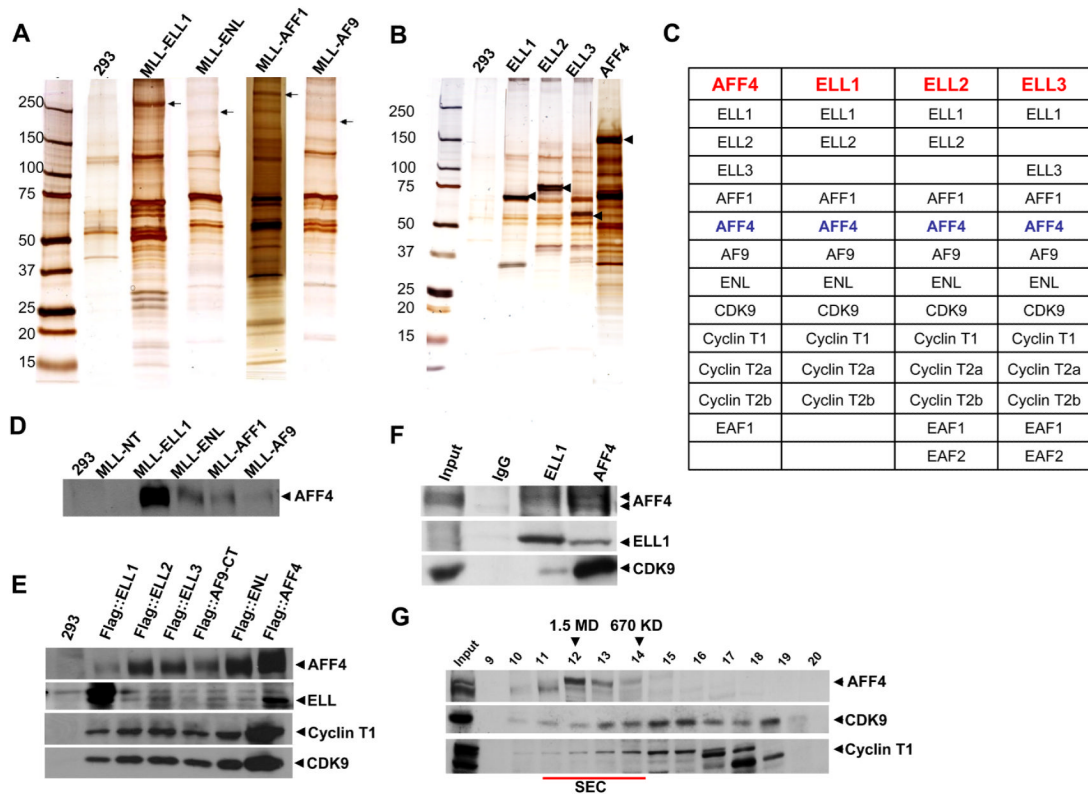 A
293
MLL-ELL1
MLL-ENL
MLL-AFF1
MLL-AF9
250
150
100
75
50
37
25
20
15
B
293
ELL1
ELL2
ELL3
AFF4
250
150
100
75
50
37
25
20
15
C
AFF4 ELL1 ELL2 ELL3
ELL1 ELL1 ELL1 ELL1
ELL2 ELL2 ELL2
ELL3 ELL3
AFF1 AFF1 AFF1 AFF1
AFF4 AFF4 AFF4 AFF4
AF9 AF9 AF9 AF9
ENL ENL ENL ENL
CDK9 CDK9 CDK9 CDK9
Cyclin T1 Cyclin T1 Cyclin T1 Cyclin T1
Cyclin T2a Cyclin T2a Cyclin T2a Cyclin T2a
Cyclin T2b Cyclin T2b Cyclin T2b Cyclin T2b
EAF1 EAF1 EAF1
EAF2 EAF2
D
293
MLL-NT
MLL-ELL1
MLL-ENL
MLL-AFF1
MLL-AF9
AFF4
E
293
Flag::ELL1
Flag::ELL2
Flag::ELL3
Flag::AF9-CT
Flag::ENL
Flag::AFF4
AFF4
ELL
Cyclin T1
CDK9
F
Input
IgG
ELL1
AFF4
AFF4
ELL1
CDK9
G
1.5 MD 670 KD
Input 9 10 11 12 13 14 15 16 17 18 19 20
AFF4
CDK9
Cyclin T1
SEC